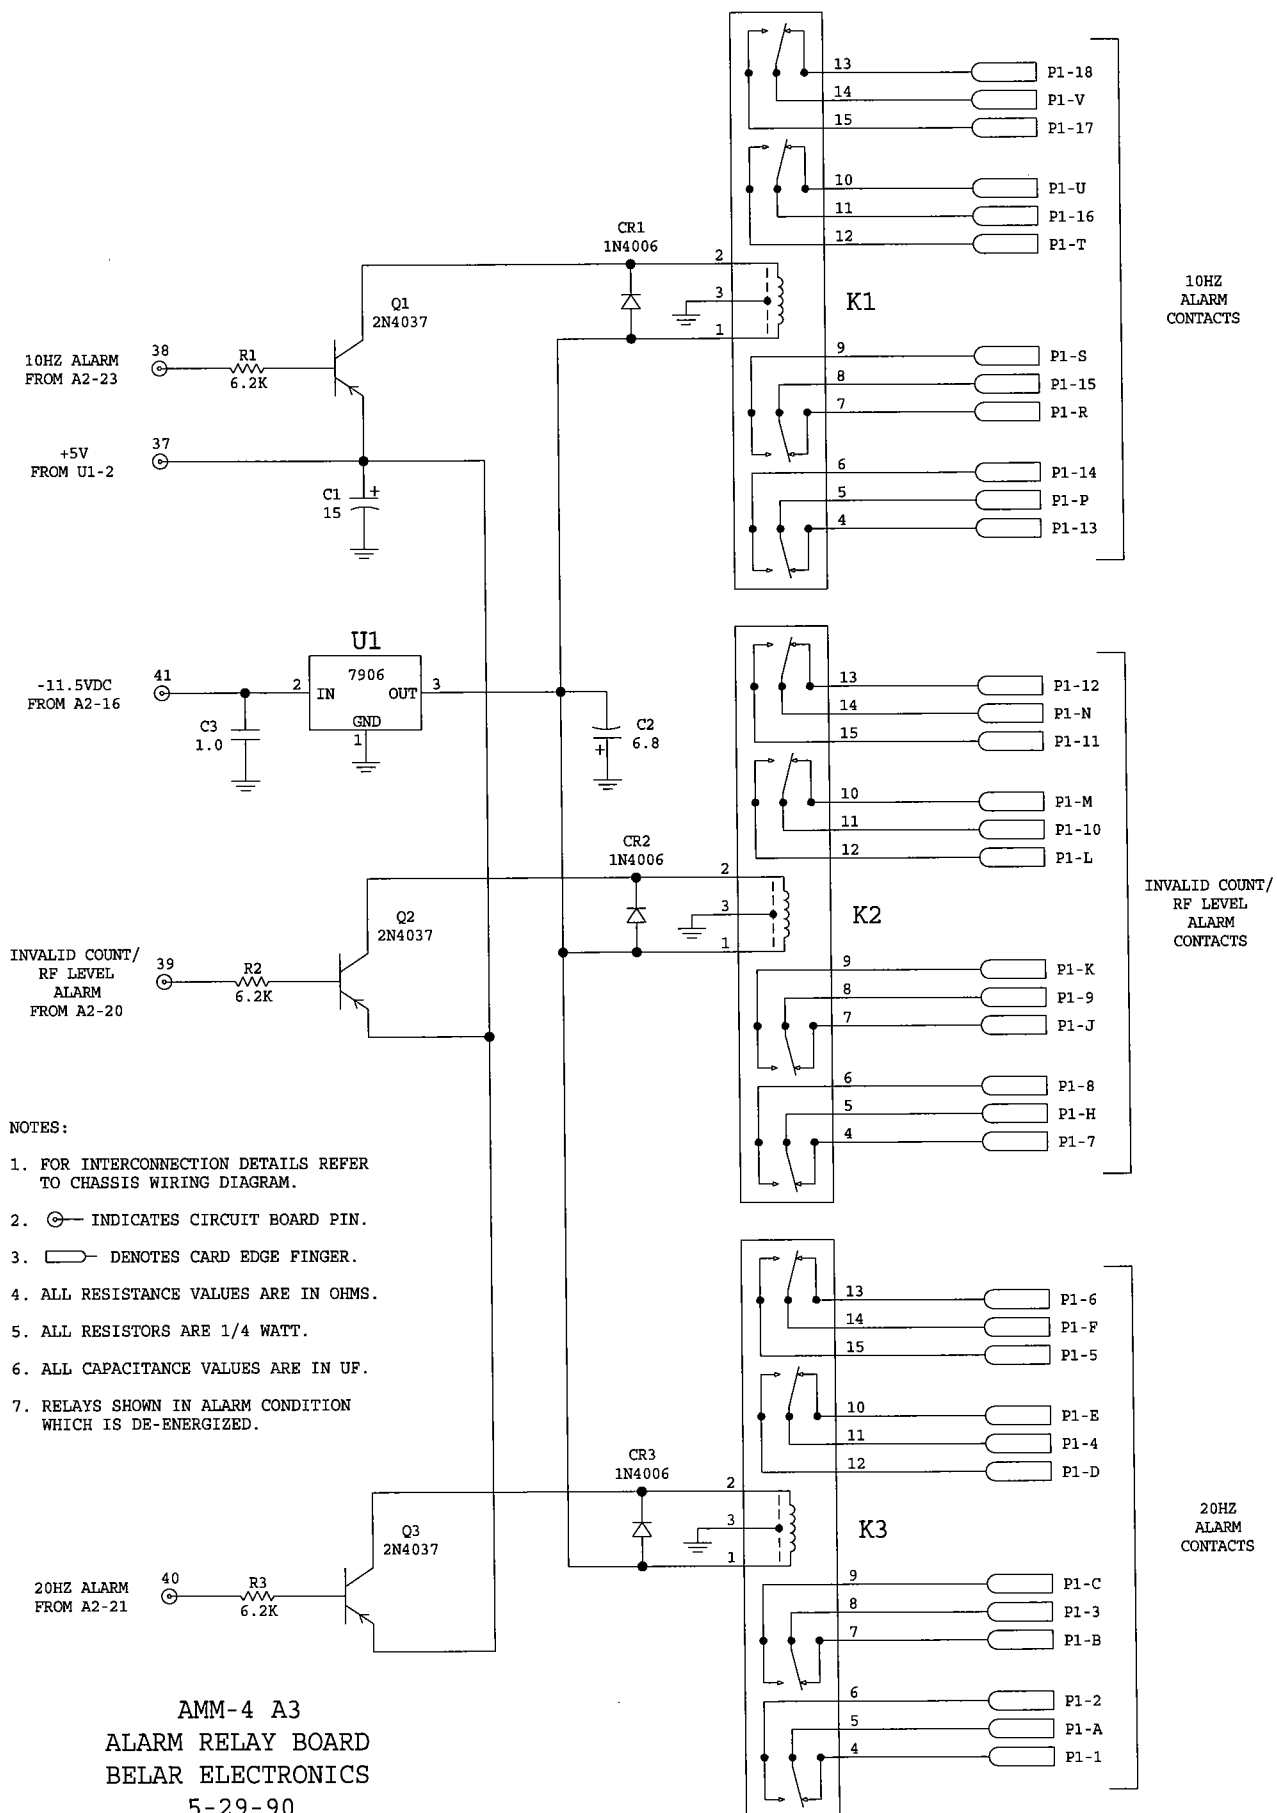 13
P1-18
14
P1-V
15
P1-17
10
P1-U
11
P1-16
12
P1-T
CR1
1N4006
2
3
1
K1
10HZ
ALARM
CONTACTS
Q1
2N4037
10HZ ALARM
FROM A2-23
38
R1
6.2K
9
P1-S
8
P1-15
7
P1-R
+5V
FROM U1-2
37
C1
15
+
6
P1-14
5
P1-P
4
P1-13
U1
7906
IN
OUT
GND
2
3
1
-11.5VDC
FROM A2-16
41
C3
1.0
C2
6.8
+
13
P1-12
14
P1-N
15
P1-11
10
P1-M
11
P1-10
12
P1-L
CR2
1N4006
2
3
1
K2
INVALID COUNT/
RF LEVEL
ALARM
CONTACTS
Q2
2N4037
INVALID COUNT/
RF LEVEL
ALARM
FROM A2-20
39
R2
6.2K
9
P1-K
8
P1-9
7
P1-J
6
P1-8
5
P1-H
4
P1-7
NOTES:
1. FOR INTERCONNECTION DETAILS REFER
TO CHASSIS WIRING DIAGRAM.
2. INDICATES CIRCUIT BOARD PIN.
3. DENOTES CARD EDGE FINGER.
4. ALL RESISTANCE VALUES ARE IN OHMS.
5. ALL RESISTORS ARE 1/4 WATT.
6. ALL CAPACITANCE VALUES ARE IN UF.
7. RELAYS SHOWN IN ALARM CONDITION
WHICH IS DE-ENERGIZED.
13
P1-6
14
P1-F
15
P1-5
10
P1-E
11
P1-4
12
P1-D
CR3
1N4006
2
3
1
K3
20HZ
ALARM
CONTACTS
Q3
2N4037
20HZ ALARM
FROM A2-21
40
R3
6.2K
9
P1-C
8
P1-3
7
P1-B
6
P1-2
5
P1-A
4
P1-1
AMM-4 A3
ALARM RELAY BOARD
BELAR ELECTRONICS
5-29-90